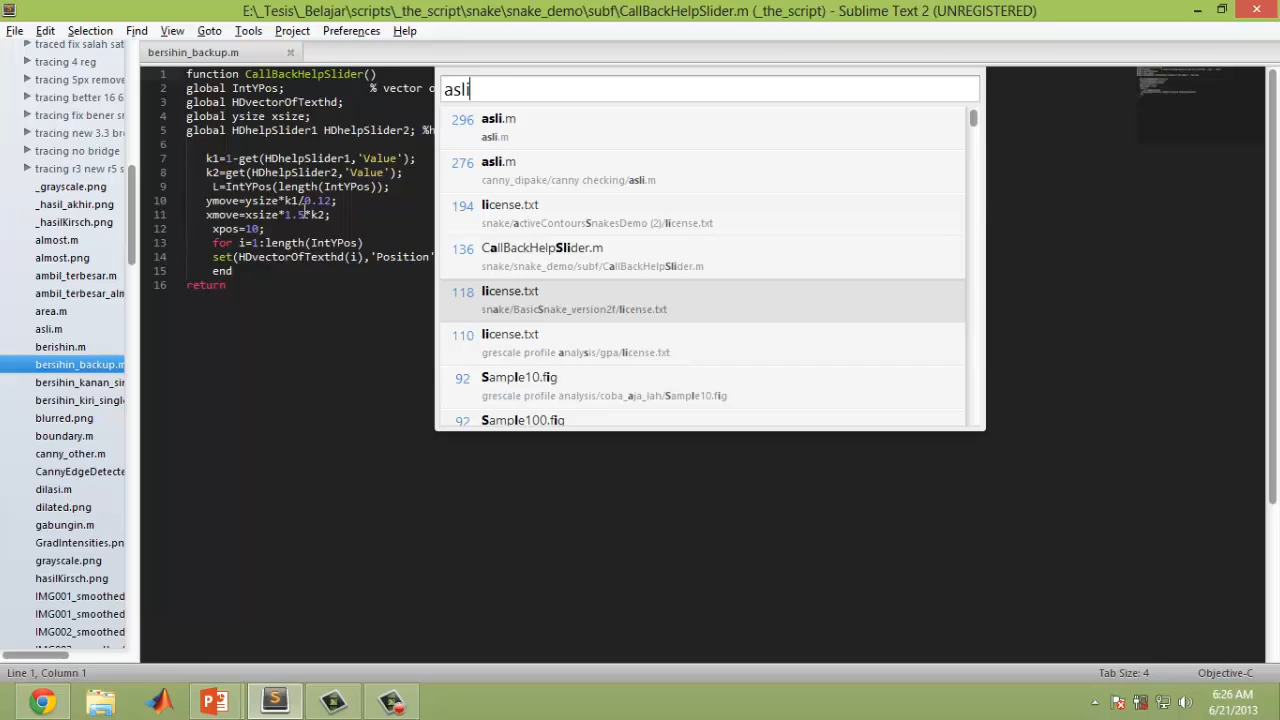 E:\_Tesis\_Belajar\scripts\_the_script\snake\snake_demo\subf\CallBackHelpSlider.m (_the_script) - Sublime Text 2 (UNREGISTERED)
File Edit Selection Find View Goto Tools Project Preferences Help
traced fix salah sat
tracing 4 reg
tracing 5px remove
tracing better 16 6
tracing fix bener sr
tracing new 3.3 bro
tracing no bridge
tracing r3 new r5 s
_grayscale.png
_hasil_akhir.png
_hasilKirsch.png
almost.m
almost.png
ambil_terbesar.m
ambil_terbesar_alm
area.m
asli.m
berishin.m
bersihin_backup.m
bersihin_kanan_sin
bersihin_kiri_single
blurred.png
boundary.m
canny_other.m
CannyEdgeDetecte
dilasi.m
dilated.png
gabungin.m
GradIntensities.pn
grayscale.png
hasilKirsch.png
IMG001_smoothed
IMG001_smoothed
IMG002_smoothed
bersihin_backup.m
1 function CallBackHelpSlider()
2 global IntYPos; % vector o
3 global HDvectorOfTexthd;
4 global ysize xsize;
5 global HDhelpSlider1 HDhelpSlider2; %h
6
7 k1=1-get(HDhelpSlider1,'Value');
8 k2=get(HDhelpSlider2,'Value');
9 L=IntYPos(length(IntYPos));
10 ymove=ysize*k1/0.12;
11 xmove=xsize*1.5*k2;
12 xpos=10;
13 for i=1:length(IntYPos)
14 set(HDvectorOfTexthd(i),'Position'
15 end
16 return
asli
296 asli.m
asli.m
276 asli.m
canny_dipake/canny checking/asli.m
194 license.txt
snake/activeContoursSnakesDemo (2)/license.txt
136 CallBackHelpSlider.m
snake/snake_demo/subf/CallBackHelpSlider.m
118 license.txt
snake/BasicSnake_version2f/license.txt
110 license.txt
grescale profile analysis/gpa/license.txt
92 Sample10.fig
grescale profile analysis/coba_aja_lah/Sample10.fig
92 Sample100.fig
Line 1, Column 1
Tab Size: 4
Objective-C
6:26 AM
6/21/2013